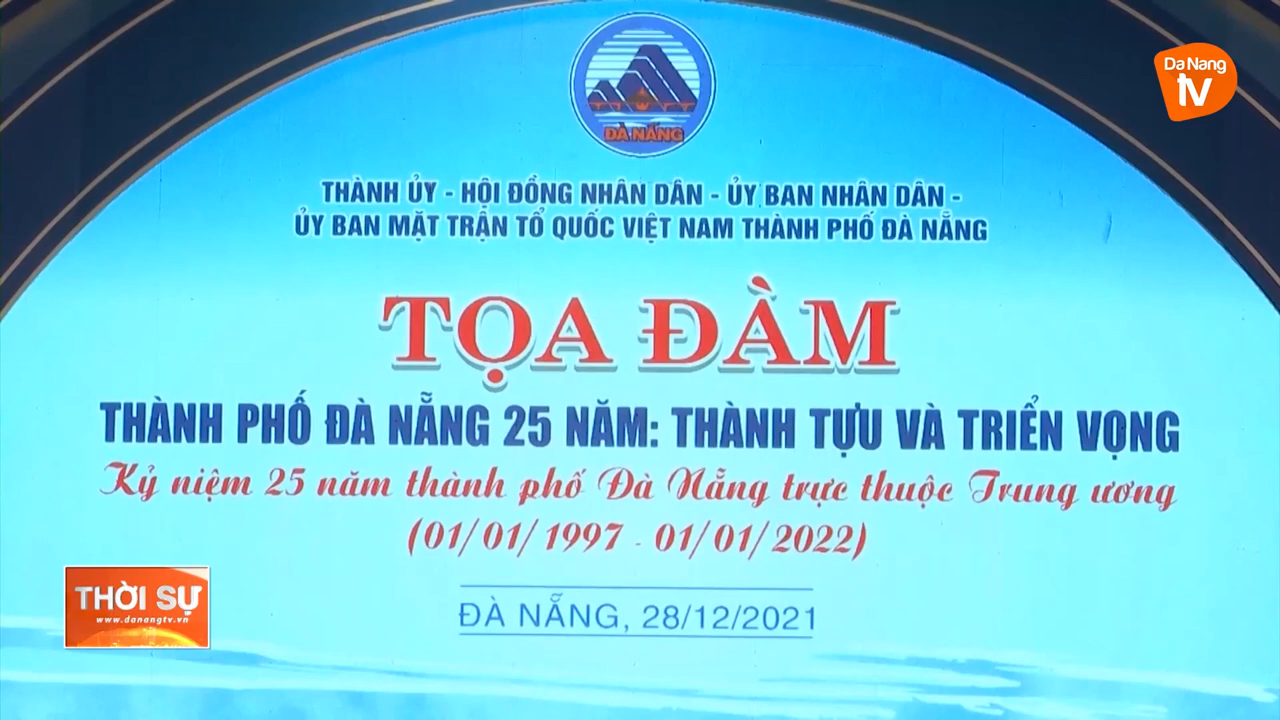 Da Nang
tv
ĐÀ NẴNG
THÀNH ỦY - HỘI ĐỒNG NHÂN DÂN - ỦY BAN NHÂN DÂN -
ỦY BAN MẶT TRẬN TỔ QUỐC VIỆT NAM THÀNH PHỐ ĐÀ NẴNG
TỌA ĐÀM
THÀNH PHỐ ĐÀ NẴNG 25 NĂM: THÀNH TỰU VÀ TRIỂN VỌNG
Kỷ niệm 25 năm thành phố Đà Nẵng trực thuộc Trung ương
(01/01/1997 - 01/01/2022)
ĐÀ NẴNG, 28/12/2021
THỜI SỰ
www.danangtv.vn